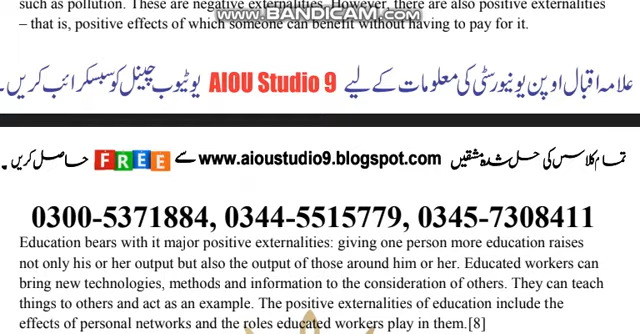 such as pollution. These are negative externalities. However, there are also positive externalities
WWW.BANDICAM.COM
– that is, positive effects of which someone can benefit without having to pay for it.
علامہ اقبال اوپن یونیورسٹی کی معلومات کے لیے AIOU Studio 9 یوٹیوب چینل کو سبسکرائب کریں۔
تمام کلاس کی حل شدہ مشقیں www.aioustudio9.blogspot.com سے FREE حاصل کریں۔
0300-5371884, 0344-5515779, 0345-7308411
Education bears with it major positive externalities: giving one person more education raises
not only his or her output but also the output of those around him or her. Educated workers can
bring new technologies, methods and information to the consideration of others. They can teach
things to others and act as an example. The positive externalities of education include the
effects of personal networks and the roles educated workers play in them.[8]